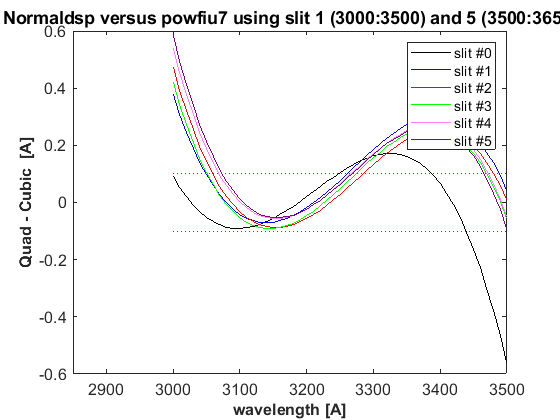 Normaldsp versus powfiu7 using slit 1 (3000:3500) and 5 (3500:365
0.6
0.4
0.2
0
-0.2
-0.4
-0.6
Quad - Cubic [A]
2900
3000
3100
3200
3300
3400
3500
wavelength [A]
slit #0
slit #1
slit #2
slit #3
slit #4
slit #5